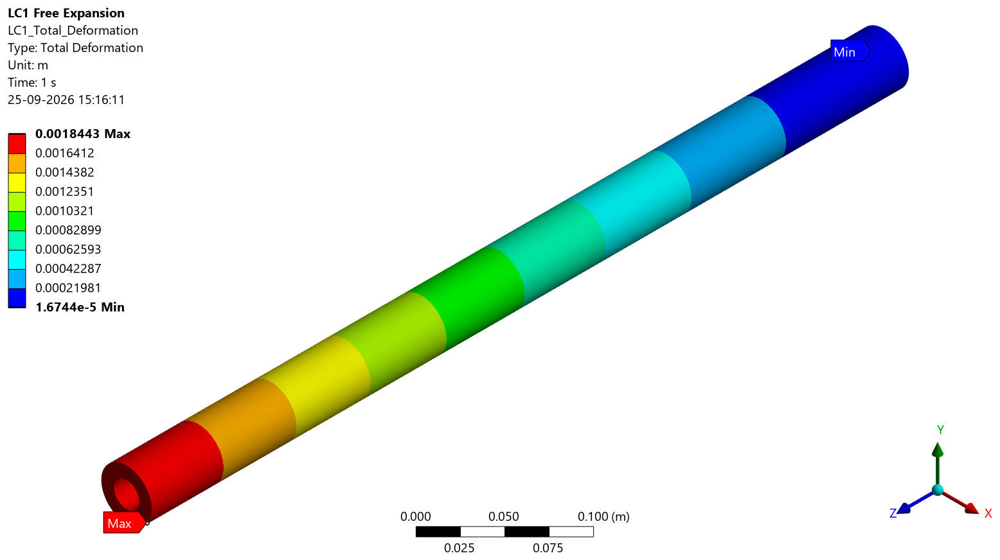 LC1 Free Expansion
LC1_Total_Deformation
Type: Total Deformation
Unit: m
Time: 1 s
25-09-2026 15:16:11
0.0018443 Max
0.0016412
0.0014382
0.0012351
0.0010321
0.00082899
0.00062593
0.00042287
0.00021981
1.6744e-5 Min
Min
Max
0.000 0.050 0.100 (m)
0.025 0.075
Y
Z X